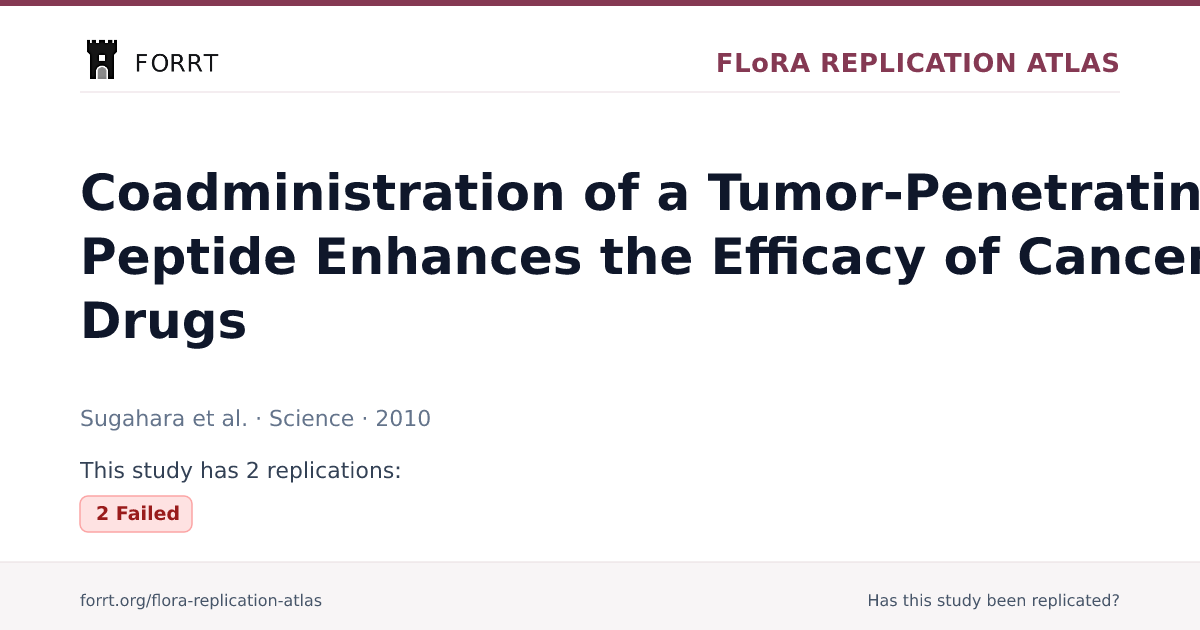 FORRT
FLoRA REPLICATION ATLAS
Coadministration of a Tumor-Penetratin
Peptide Enhances the Efficacy of Cancer
Drugs
Sugahara et al. · Science · 2010
This study has 2 replications:
2 Failed
forrt.org/flora-replication-atlas
Has this study been replicated?